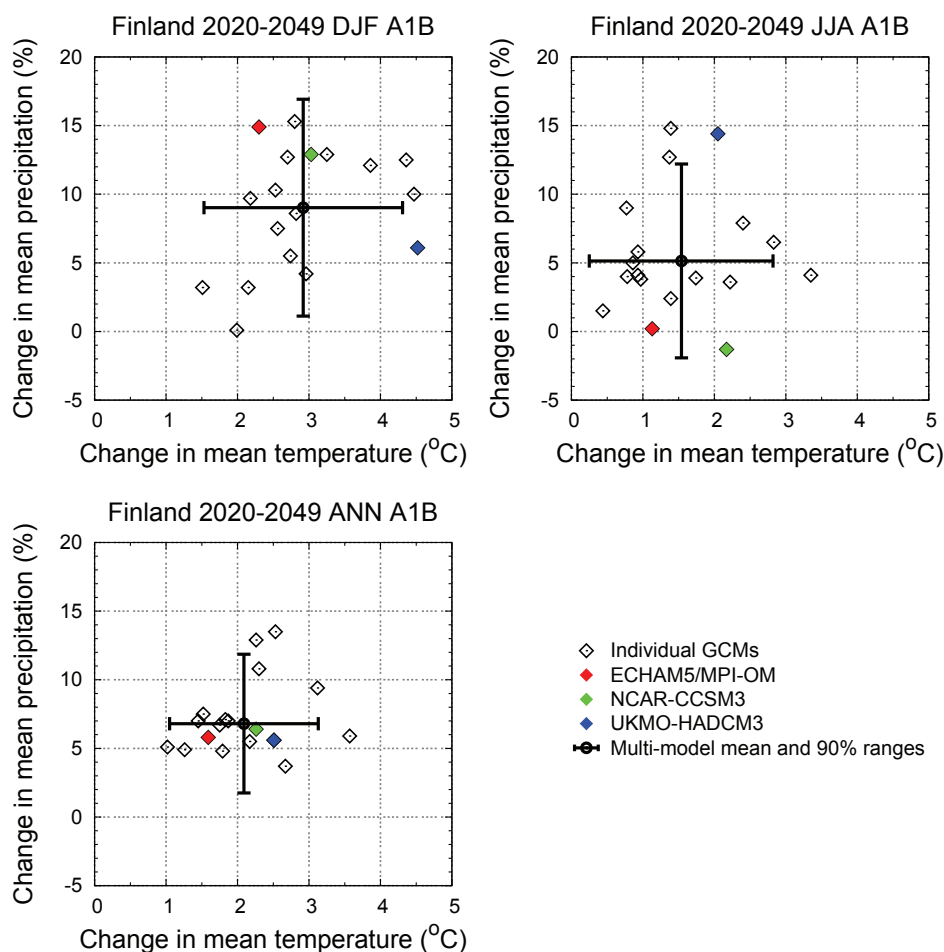 Finland 2020-2049 DJF A1B
Change in mean precipitation (%)
20
15
10
5
0
-5
0 1 2 3 4 5
Change in mean temperature (°C)
Finland 2020-2049 JJA A1B
Change in mean precipitation (%)
20
15
10
5
0
-5
0 1 2 3 4 5
Change in mean temperature (°C)
Finland 2020-2049 ANN A1B
Change in mean precipitation (%)
20
15
10
5
0
-5
0 1 2 3 4 5
Change in mean temperature (°C)
Individual GCMs
ECHAM5/MPI-OM
NCAR-CCSM3
UKMO-HADCM3
Multi-model mean and 90% ranges